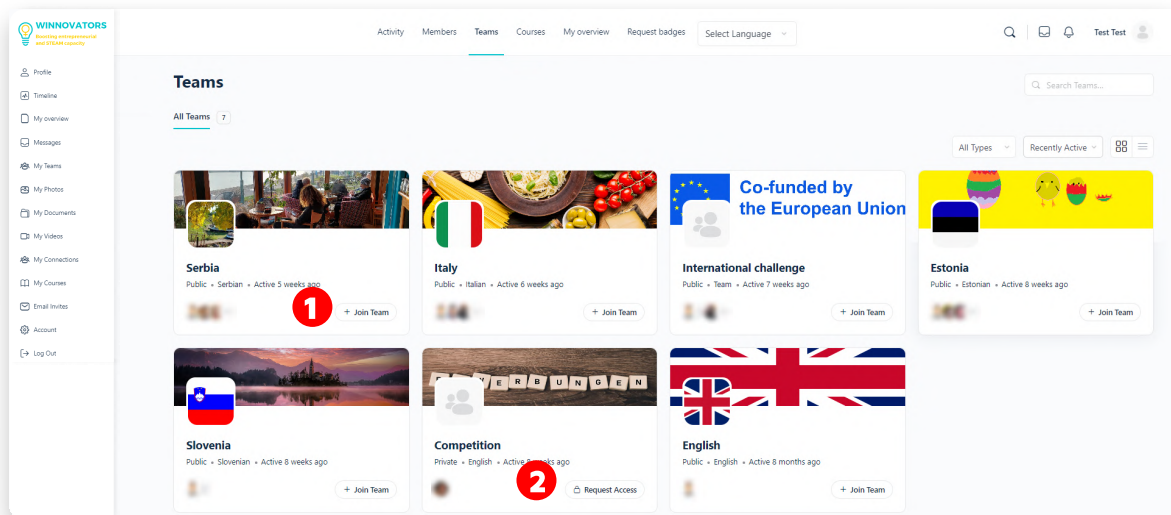 WINNOVATORS
Boosting entrepreneurial
and STEAM capacity
Activity Members Teams Courses My overview Request badges Select Language Test Test
Profile
Timeline
My overview
Messages
My Teams
My Photos
My Documents
My Videos
My Connections
My Courses
Email Invites
Account
Log Out
Teams
Search Teams...
All Teams 7
All Types Recently Active
Co-funded by
the European Union
Serbia
Public • Serbian • Active 5 weeks ago
1
+ Join Team
Italy
Public • Italian • Active 6 weeks ago
+ Join Team
International challenge
Public • Team • Active 7 weeks ago
+ Join Team
Estonia
Public • Estonian • Active 8 weeks ago
+ Join Team
Slovenia
Public • Slovenian • Active 8 weeks ago
+ Join Team
ERBUNGEN
Competition
Private • English • Active 8 weeks ago
2
Request Access
English
Public • English • Active 8 months ago
+ Join Team